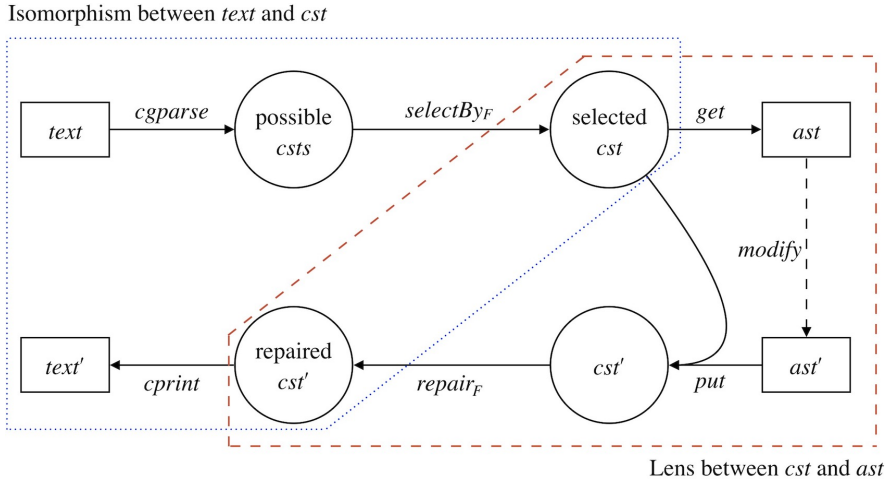 Isomorphism between text and cst
text
cgparse
possible
csts
selectBy_F
selected
cst
get
ast
modify
text′
cprint
repaired
cst′
repair_F
cst′
put
ast′
Lens between cst and ast